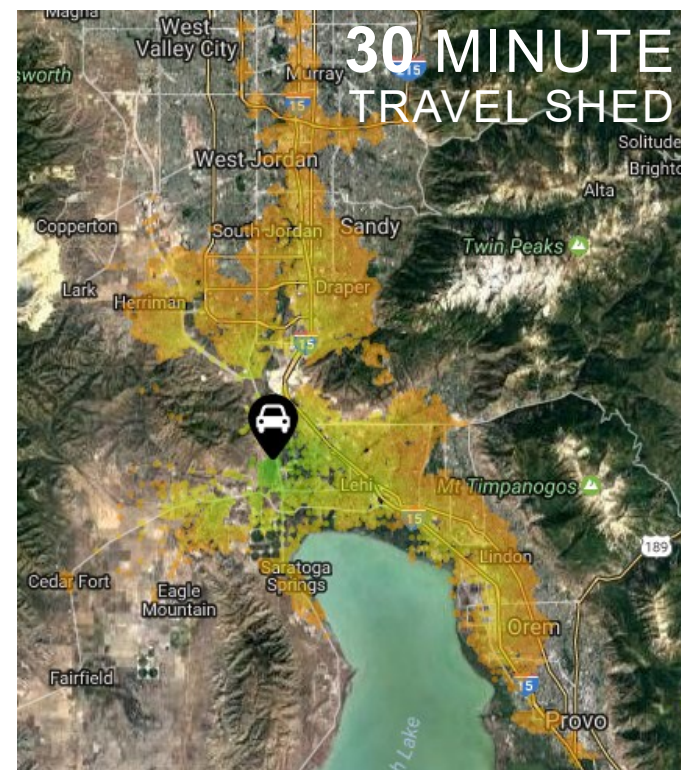 Magna
West
Valley City
30 MINUTE
TRAVEL SHED
sworth
Murray
215
15
West Jordan
Solitude
Brighto
Alta
Copperton
South Jordan
Sandy
Twin Peaks
Lark
Herriman
Draper
15
Lehi
Mt Timpanogos
15
189
Lindon
Cedar Fort
Saratoga
Springs
Eagle
Mountain
Orem
Fairfield
15
Provo
h Lake